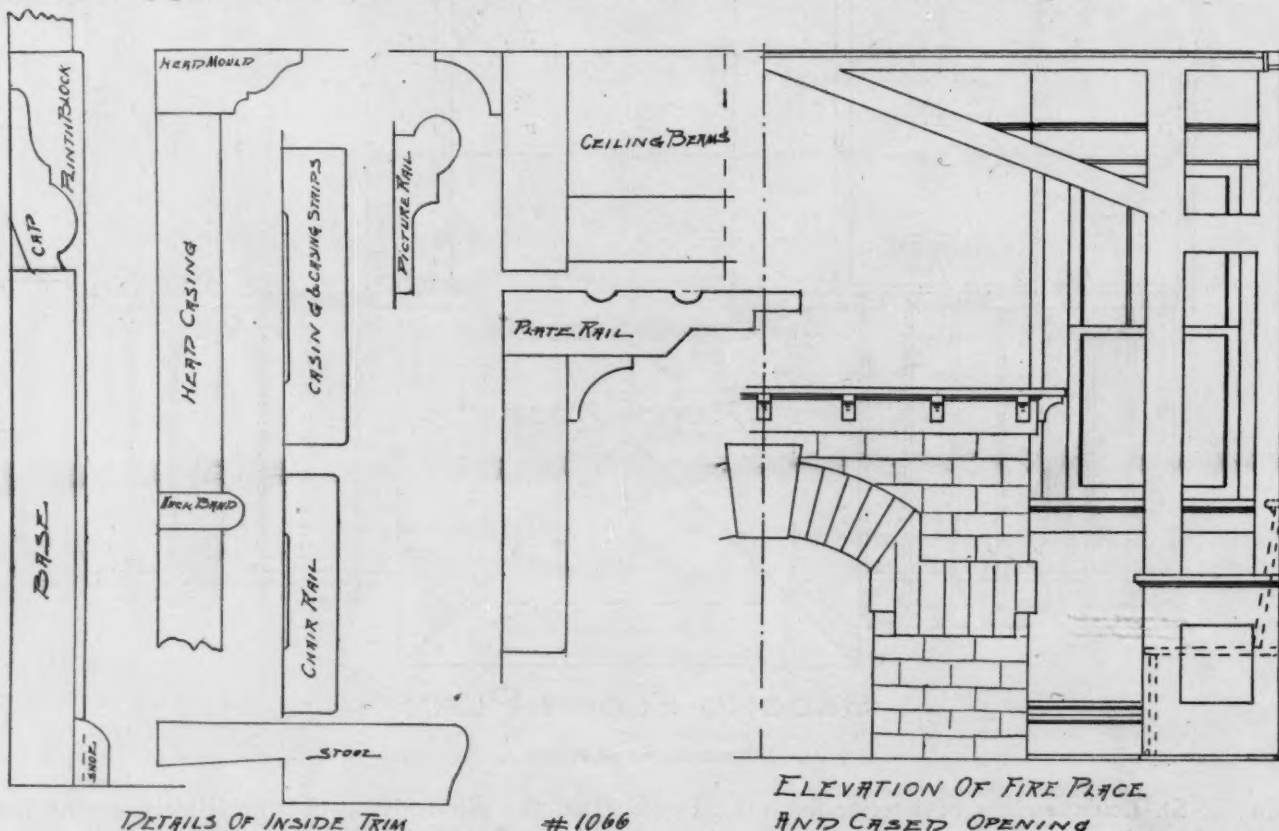 HEAD MOULD
PLINTH BLOCK
CAP
BASE
SHOE
HEAD CASING
NECK BAND
CASING & CASING STRIPS
CHAIR RAIL
STOOL
PICTURE RAIL
CEILING BEAMS
PLATE RAIL
DETAILS OF INSIDE TRIM
#1066
ELEVATION OF FIRE PLACE
AND CASED OPENING